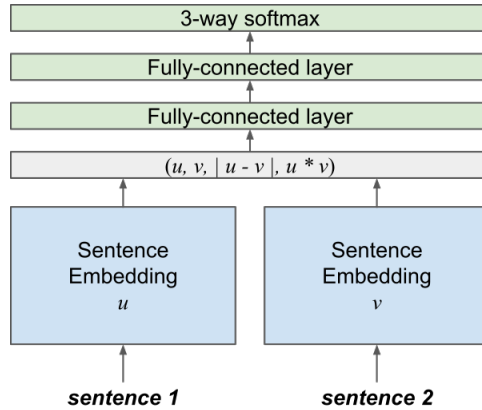 3-way softmax
Fully-connected layer
Fully-connected layer
(u, v, | u - v |, u * v)
Sentence
Embedding
u
Sentence
Embedding
v
sentence 1
sentence 2